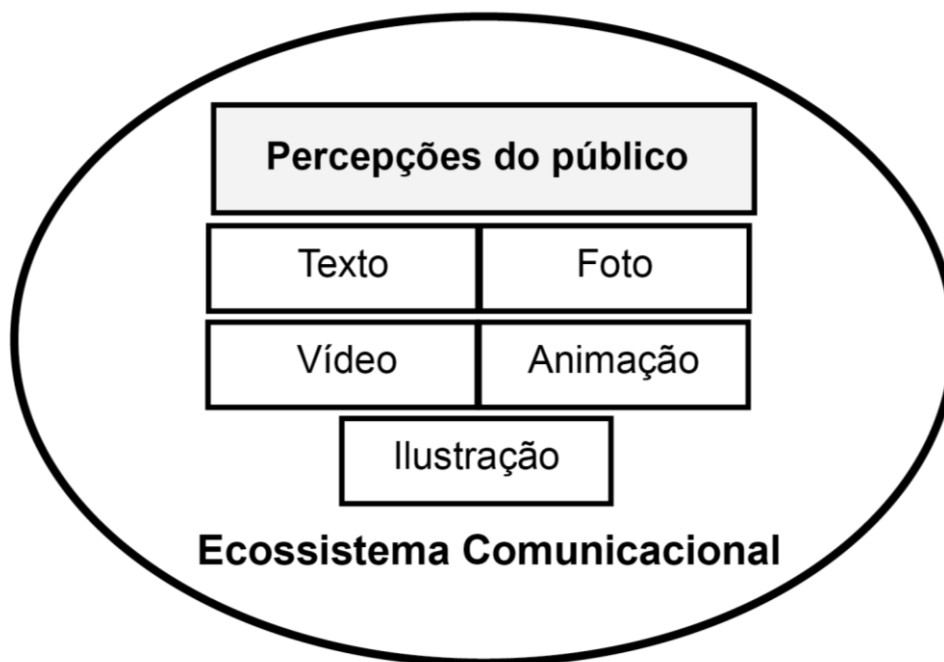 Percepções do público
Texto
Foto
Vídeo
Animação
Ilustração
Ecossistema Comunicacional